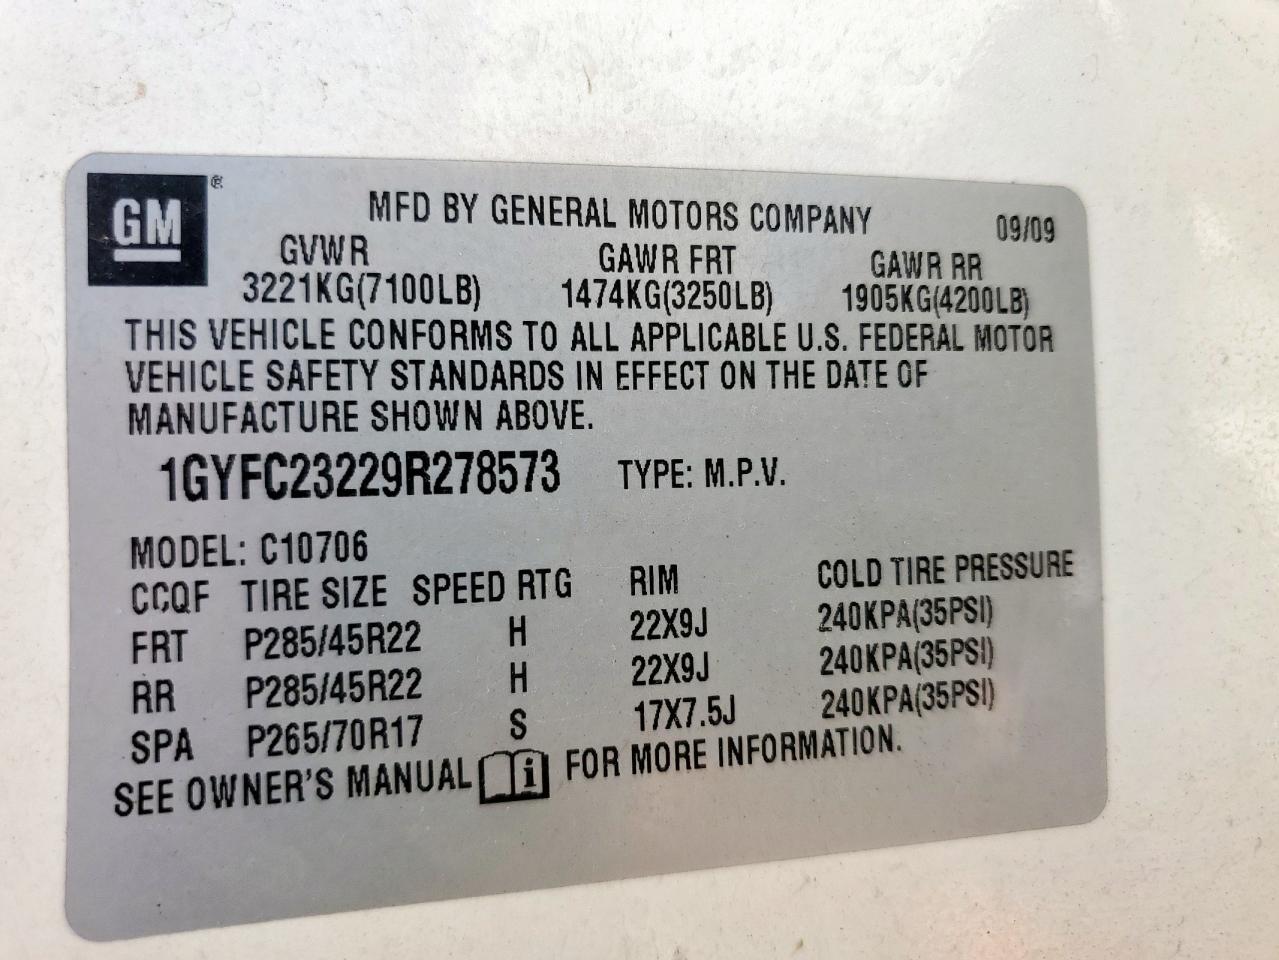 GM ®
MFD BY GENERAL MOTORS COMPANY 09/09
GVWR GAWR FRT GAWR RR
3221KG(7100LB) 1474KG(3250LB) 1905KG(4200LB)
THIS VEHICLE CONFORMS TO ALL APPLICABLE U.S. FEDERAL MOTOR
VEHICLE SAFETY STANDARDS IN EFFECT ON THE DATE OF
MANUFACTURE SHOWN ABOVE.
1GYFC23229R278573 TYPE: M.P.V.
MODEL: C10706
CCQF TIRE SIZE SPEED RTG RIM COLD TIRE PRESSURE
FRT P285/45R22 H 22X9J 240KPA(35PSI)
RR P285/45R22 H 22X9J 240KPA(35PSI)
SPA P265/70R17 S 17X7.5J 240KPA(35PSI)
SEE OWNER'S MANUAL i FOR MORE INFORMATION.